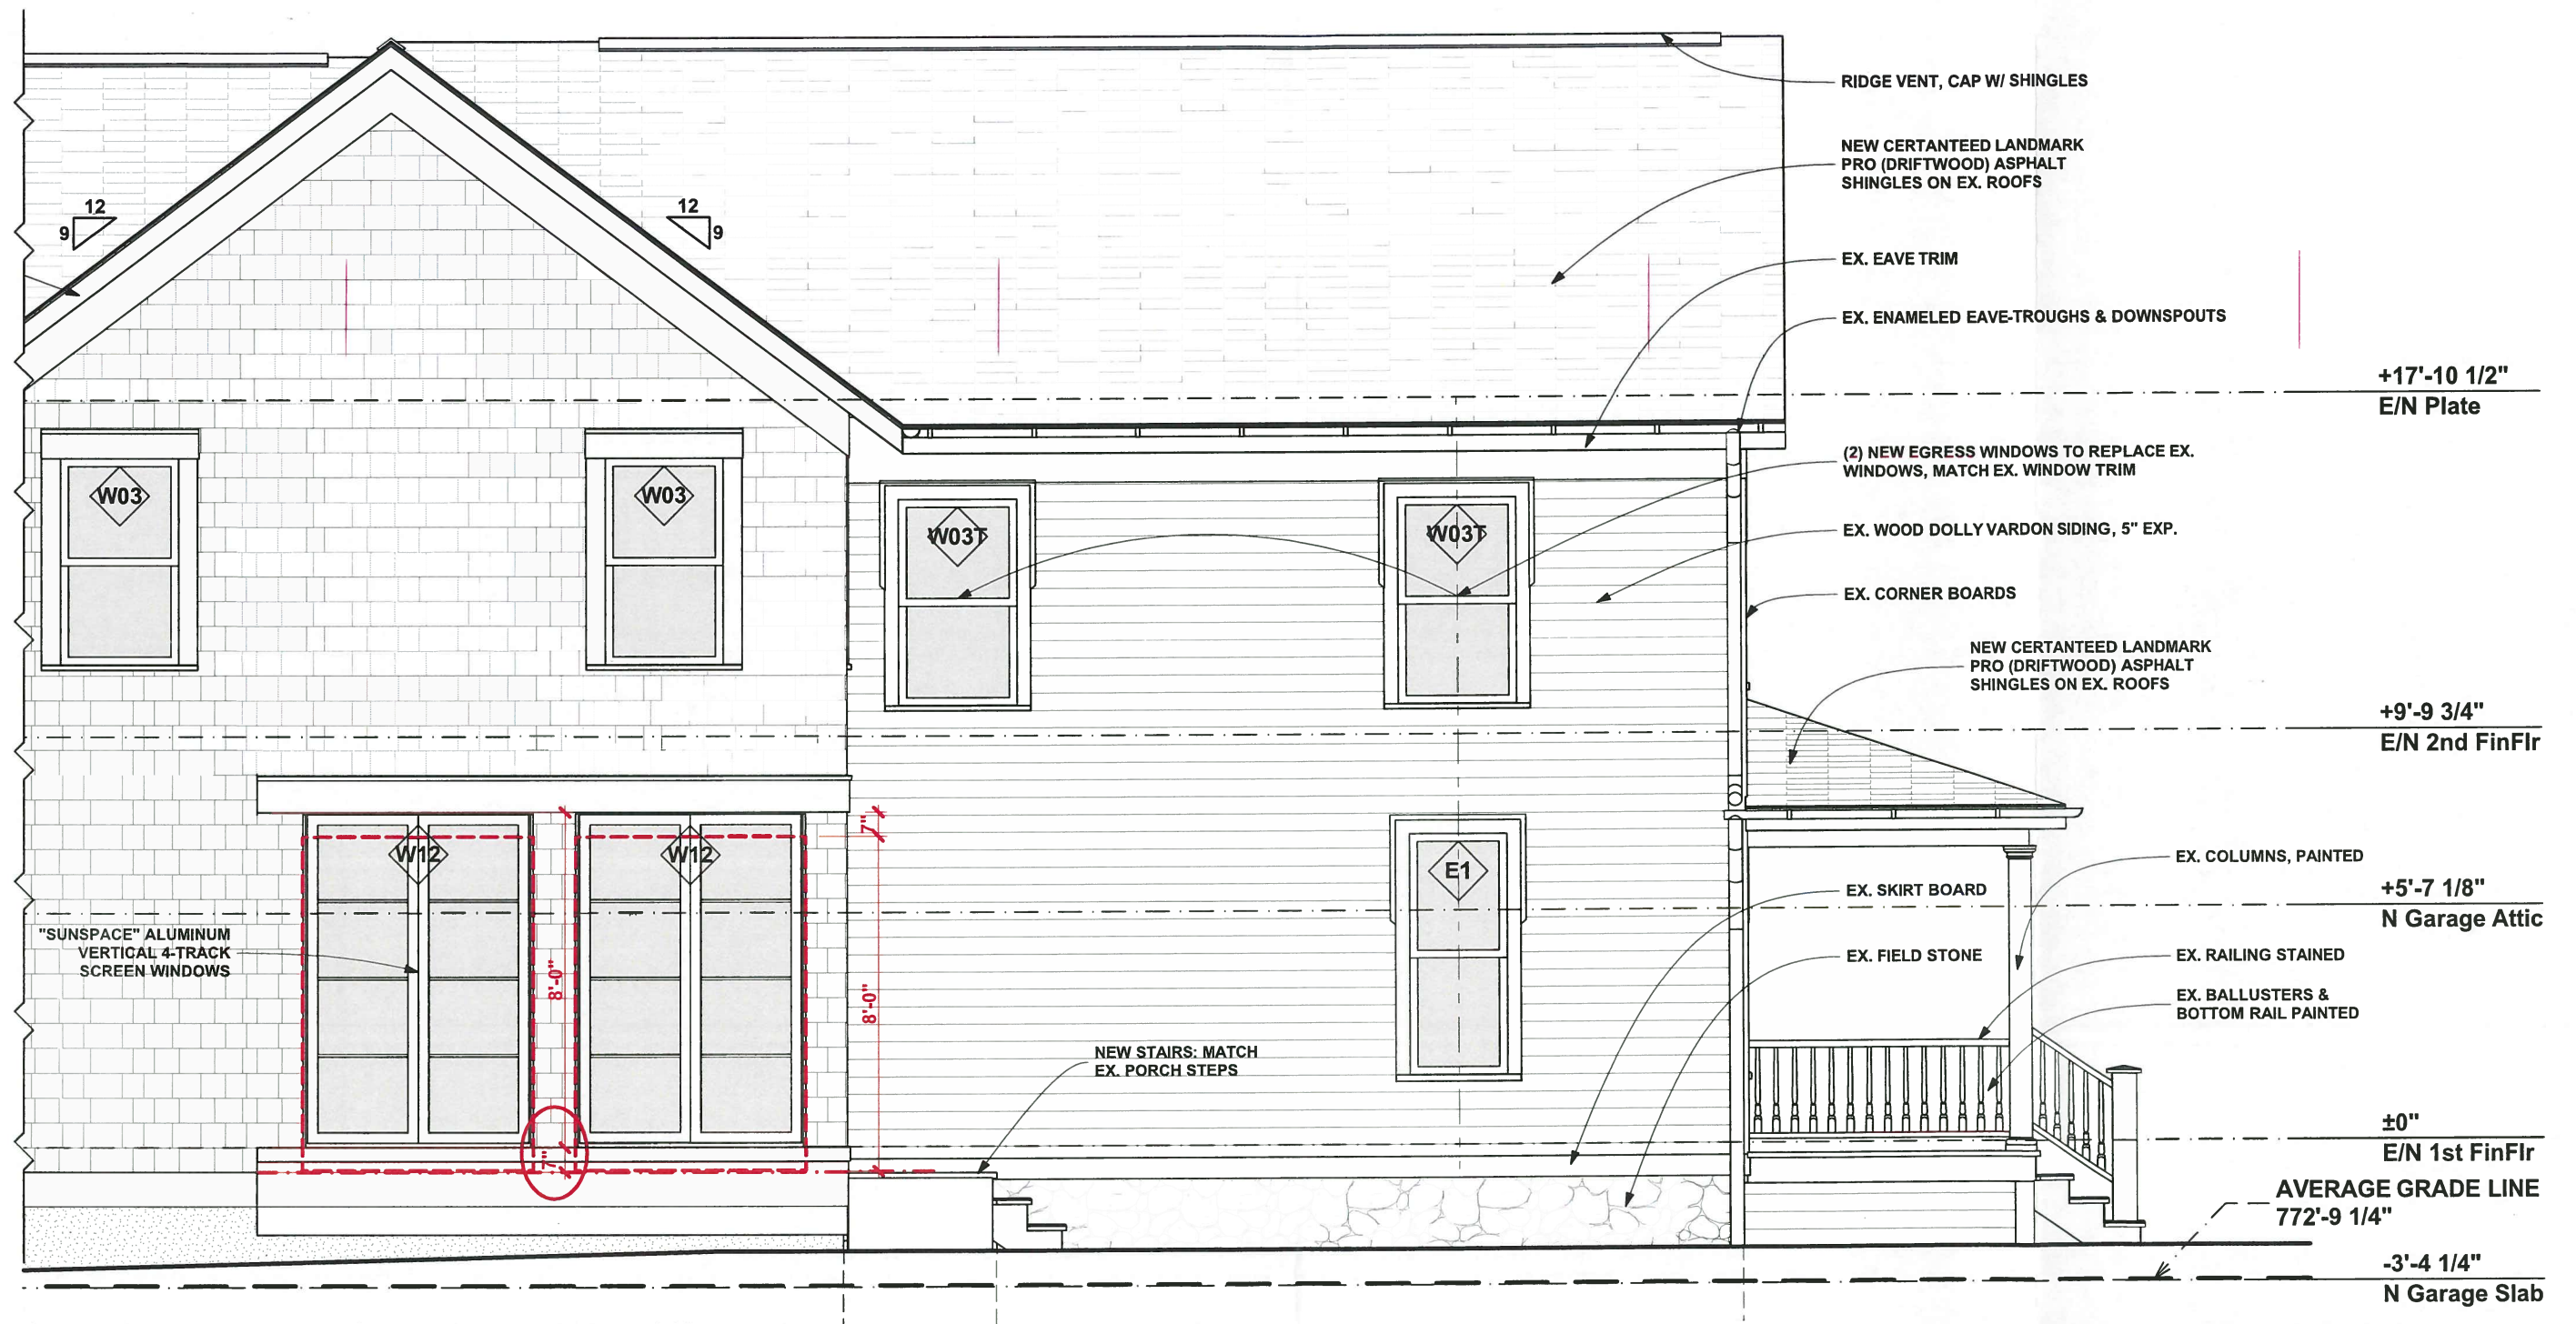 RIDGE VENT, CAP W/ SHINGLES
NEW CERTANTEED LANDMARK
PRO (DRIFTWOOD) ASPHALT
SHINGLES ON EX. ROOFS
12
9
12
9
EX. EAVE TRIM
EX. ENAMELED EAVE-TROUGHS & DOWNSPOUTS
+17'-10 1/2"
E/N Plate
(2) NEW EGRESS WINDOWS TO REPLACE EX.
WINDOWS, MATCH EX. WINDOW TRIM
W03
W03
W03T
W03T
EX. WOOD DOLLY VARDON SIDING, 5" EXP.
EX. CORNER BOARDS
NEW CERTANTEED LANDMARK
PRO (DRIFTWOOD) ASPHALT
SHINGLES ON EX. ROOFS
+9'-9 3/4"
E/N 2nd FinFlr
7"
W12
W12
E1
EX. COLUMNS, PAINTED
EX. SKIRT BOARD
+5'-7 1/8"
N Garage Attic
"SUNSPACE" ALUMINUM
VERTICAL 4-TRACK
SCREEN WINDOWS
8'-0"
8'-0"
EX. FIELD STONE
EX. RAILING STAINED
EX. BALLUSTERS &
BOTTOM RAIL PAINTED
NEW STAIRS: MATCH
EX. PORCH STEPS
±0"
E/N 1st FinFlr
7"
AVERAGE GRADE LINE
772'-9 1/4"
-3'-4 1/4"
N Garage Slab